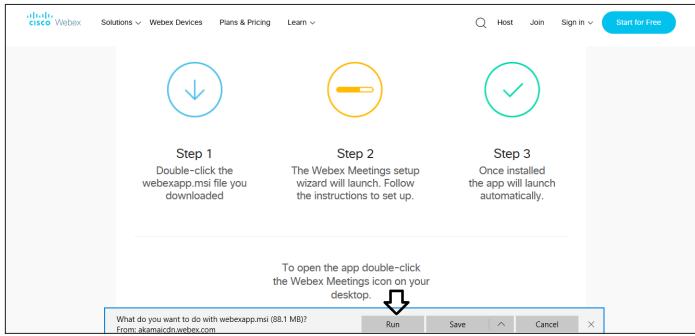 cisco Webex Solutions Webex Devices Plans & Pricing Learn Host Join Sign in Start for Free
Step 1
Double-click the
webexapp.msi file you
downloaded
Step 2
The Webex Meetings setup
wizard will launch. Follow
the instructions to set up.
Step 3
Once installed
the app will launch
automatically.
To open the app double-click
the Webex Meetings icon on your
desktop.
What do you want to do with webexapp.msi (88.1 MB)?
From: akamaicdn.webex.com
Run Save Cancel